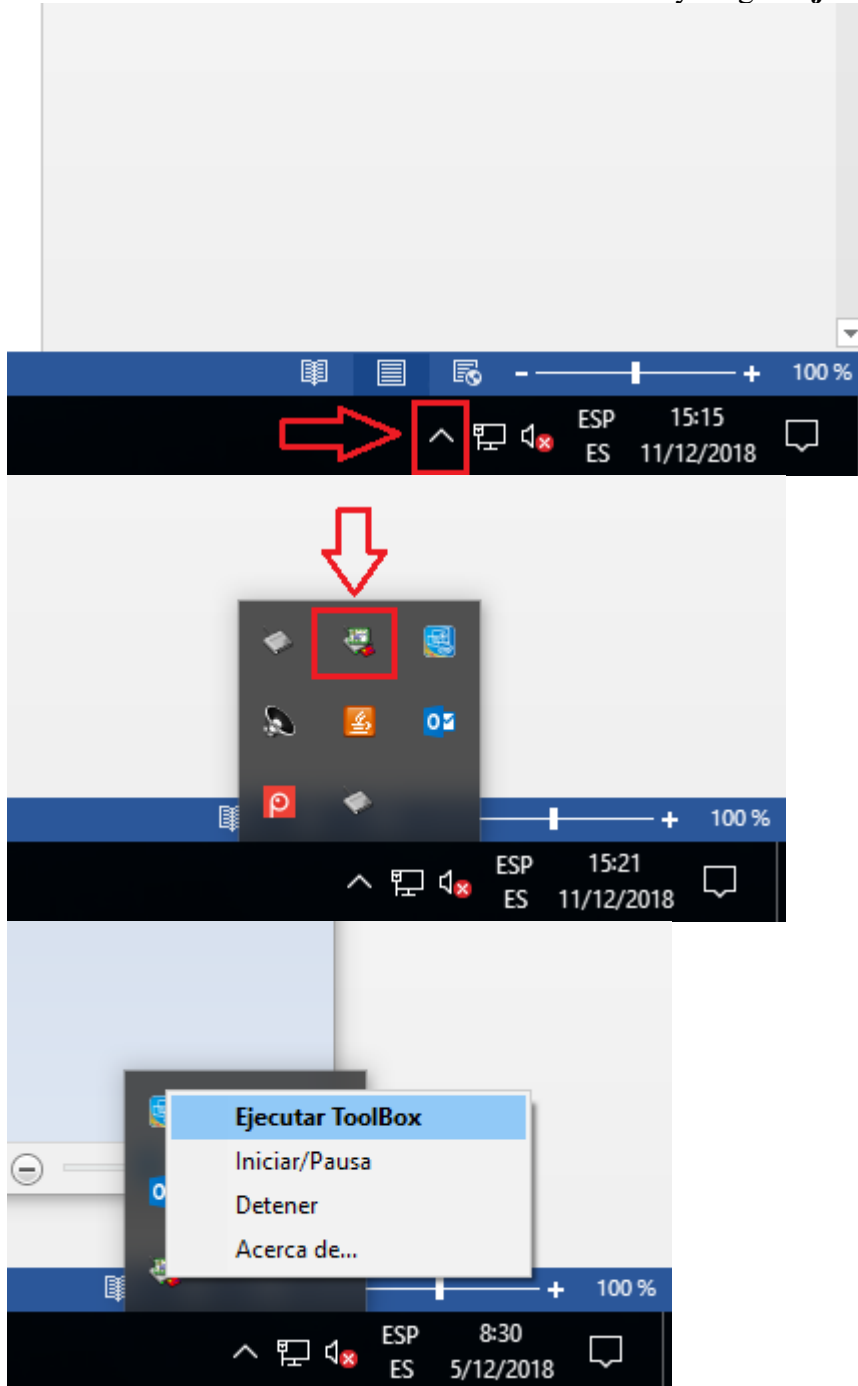 100 %
ESP 15:15
ES 11/12/2018
100 %
ESP 15:21
ES 11/12/2018
Ejecutar ToolBox
Iniciar/Pausa
Detener
Acerca de...
100 %
ESP 8:30
ES 5/12/2018